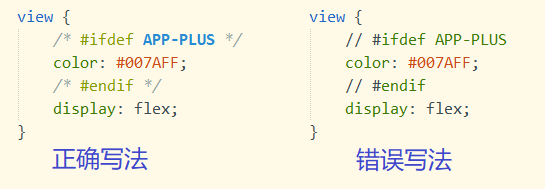 view {
/* #ifdef APP-PLUS */
color: #007AFF;
/* #endif */
display: flex;
}
正确写法
view {
// #ifdef APP-PLUS
color: #007AFF;
// #endif
display: flex;
}
错误写法